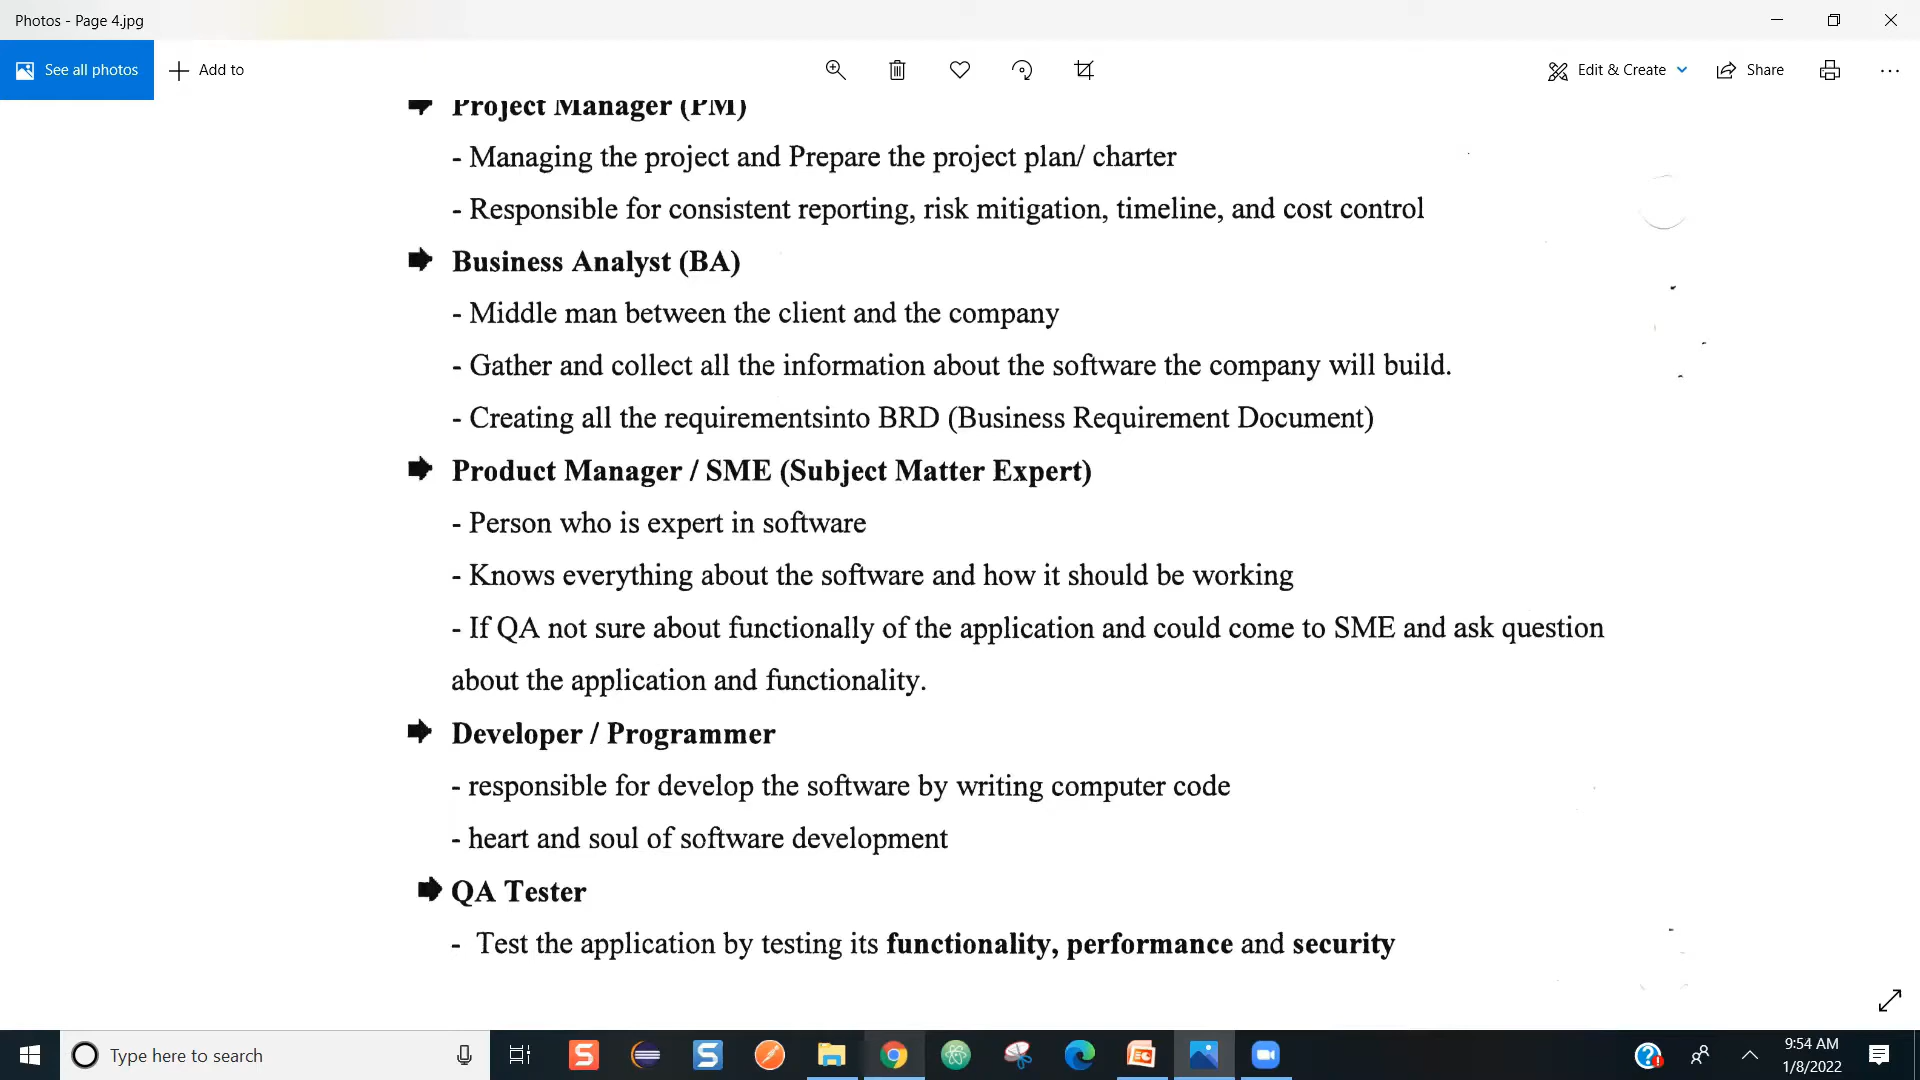 Photos - Page 4.jpg
See all photos
Add to
Edit & Create
Share
Project Manager (PM)
- Managing the project and Prepare the project plan/ charter
- Responsible for consistent reporting, risk mitigation, timeline, and cost control
Business Analyst (BA)
- Middle man between the client and the company
- Gather and collect all the information about the software the company will build.
- Creating all the requirementsinto BRD (Business Requirement Document)
Product Manager / SME (Subject Matter Expert)
- Person who is expert in software
- Knows everything about the software and how it should be working
- If QA not sure about functionally of the application and could come to SME and ask question
about the application and functionality.
Developer / Programmer
- responsible for develop the software by writing computer code
- heart and soul of software development
QA Tester
- Test the application by testing its functionality, performance and security
Type here to search
9:54 AM
1/8/2022